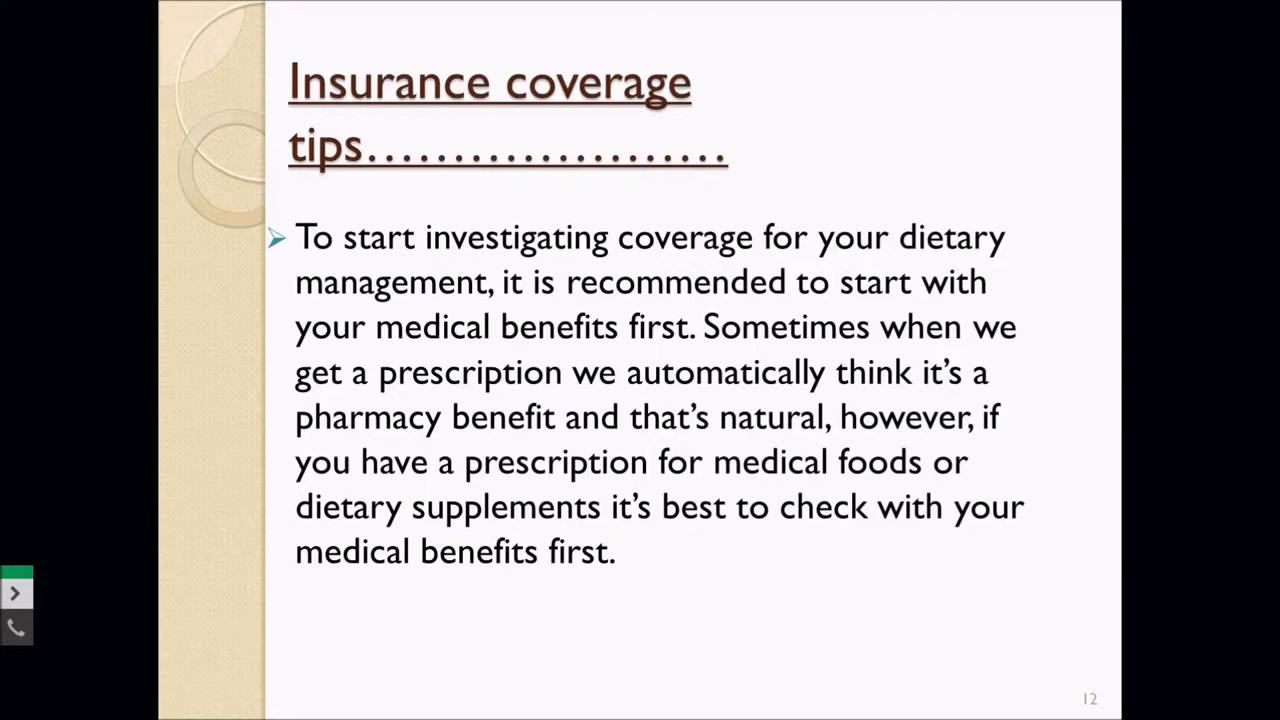 Insurance coverage
tips…………………
To start investigating coverage for your dietary
management, it is recommended to start with
your medical benefits first. Sometimes when we
get a prescription we automatically think it’s a
pharmacy benefit and that’s natural, however, if
you have a prescription for medical foods or
dietary supplements it’s best to check with your
medical benefits first.
12